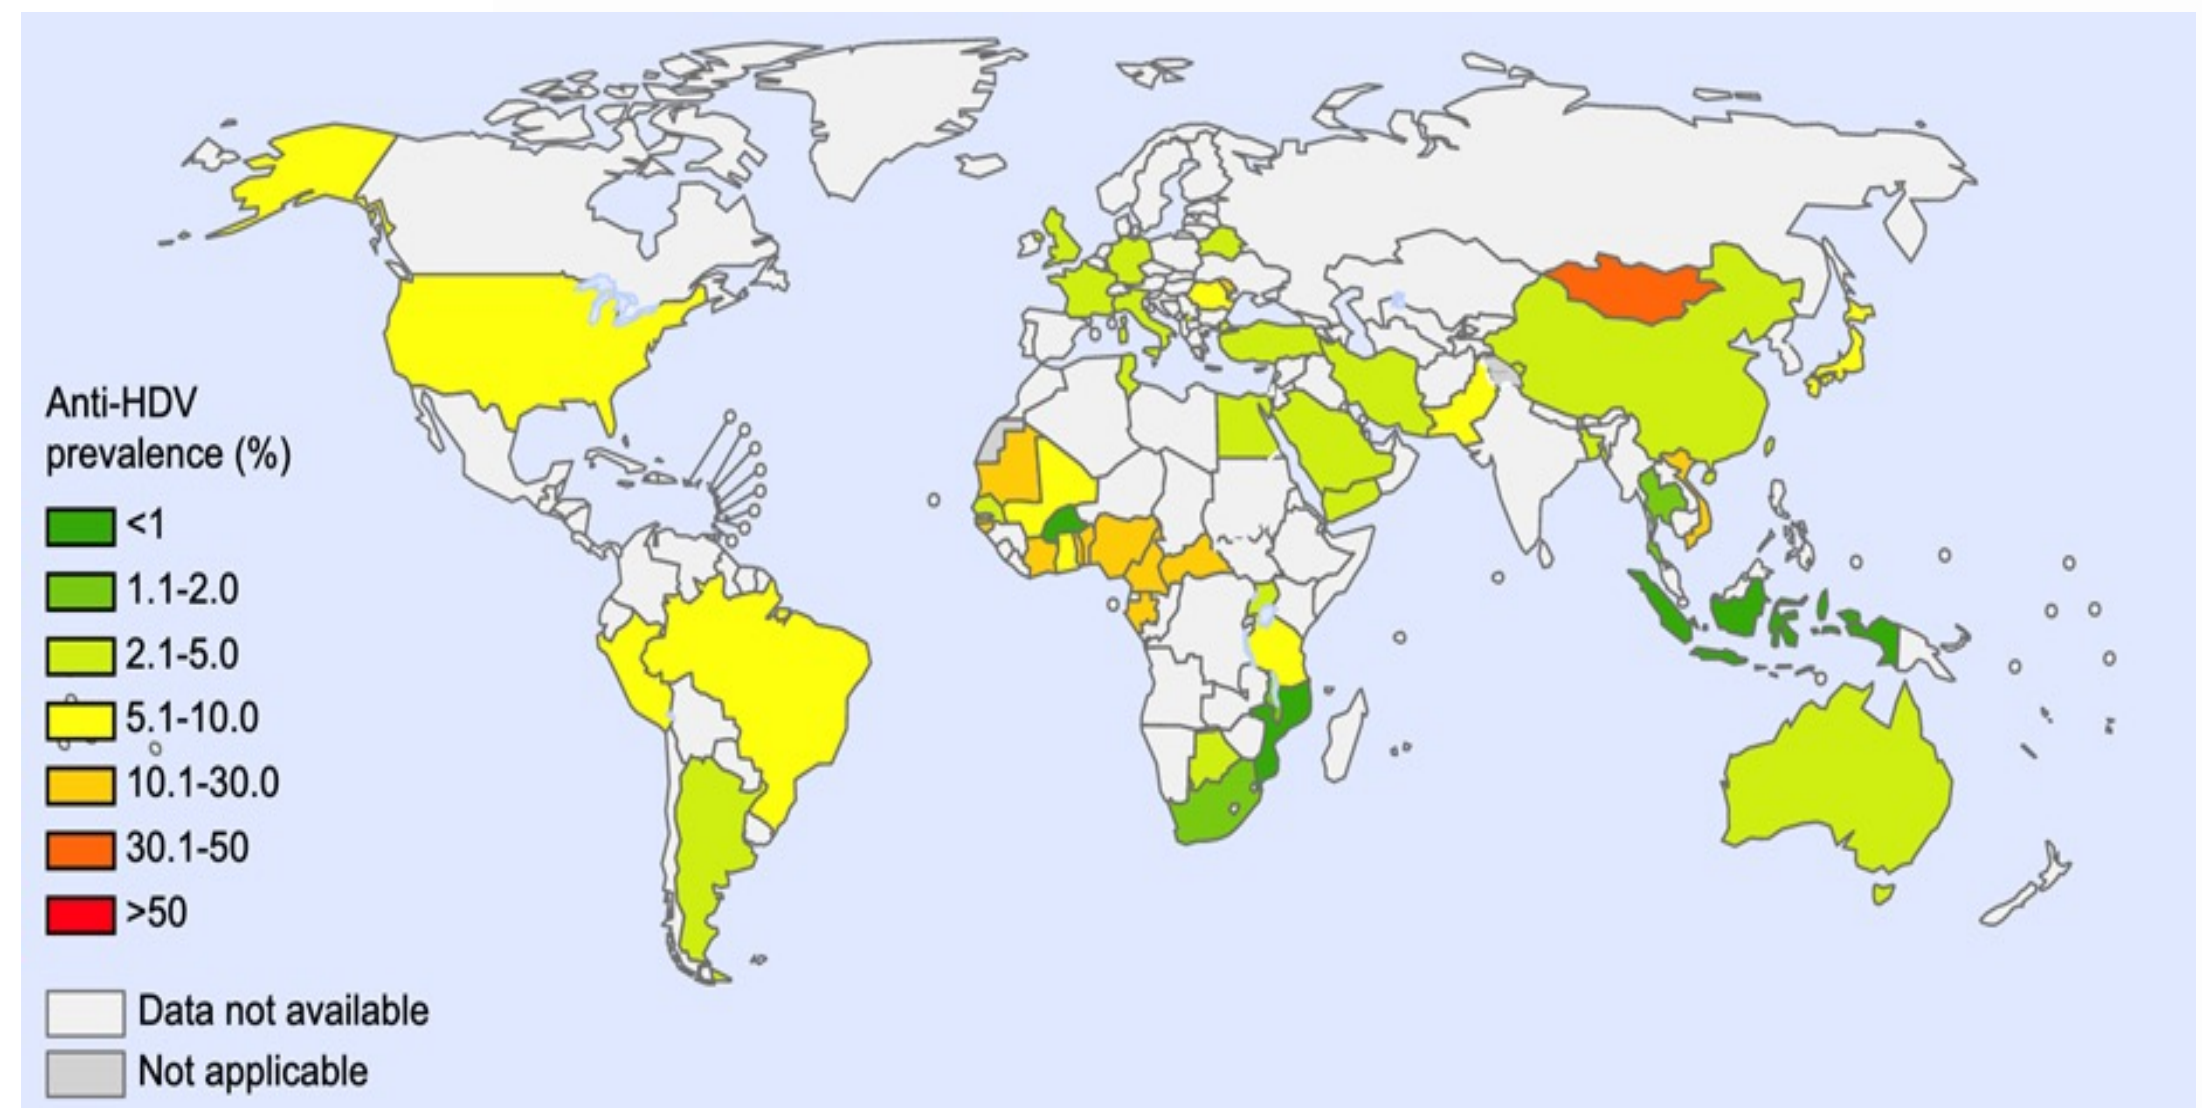 Anti-HDV
prevalence (%)
<1
1.1-2.0
2.1-5.0
5.1-10.0
10.1-30.0
30.1-50
>50
Data not available
Not applicable